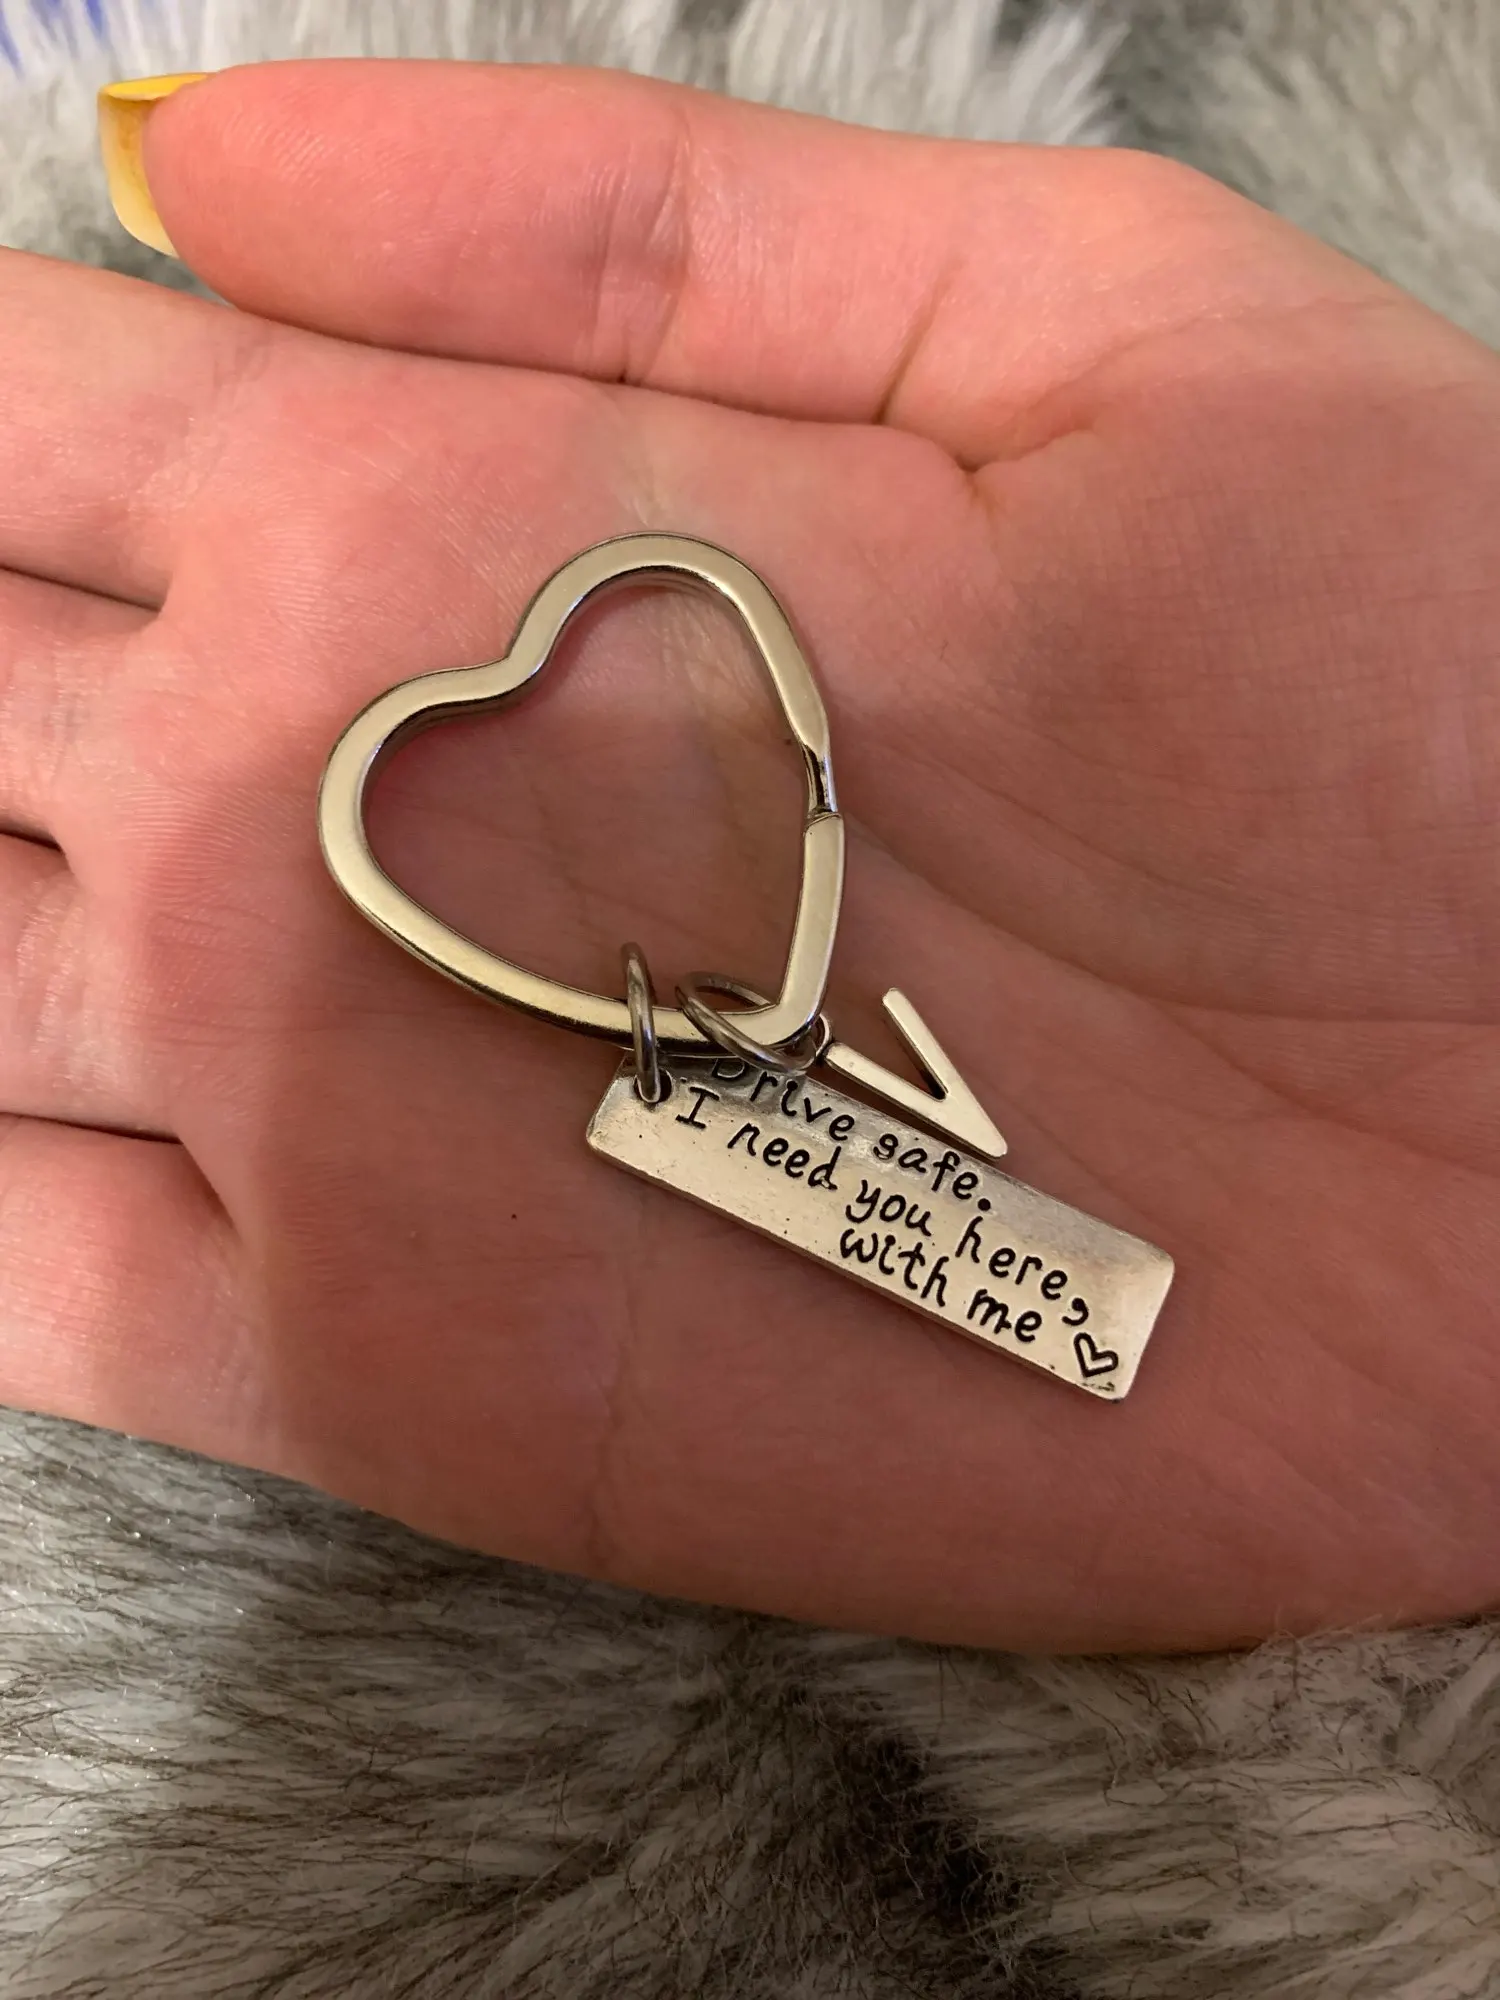 Drive safe.
I need you here,
with me ♡
V